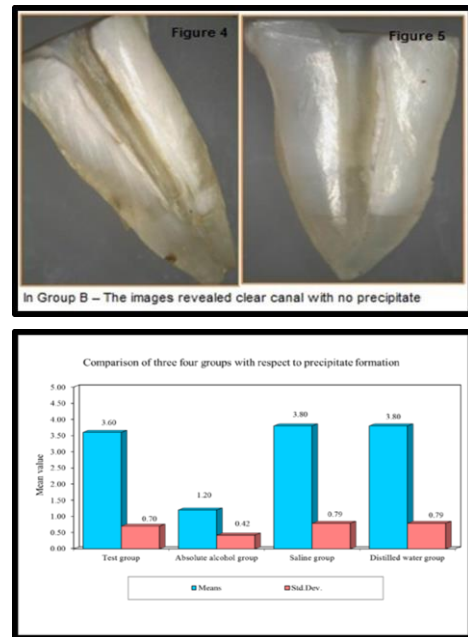 Figure 4
Figure 5
In Group B – The images revealed clear canal with no precipitate
Comparison of three four groups with respect to precipitate formation
5.00
4.50
4.00
3.50
3.00
2.50
2.00
1.50
1.00
0.50
0.00
Mean value
3.60
0.70
1.20
0.42
3.80
0.79
3.80
0.79
Test group
Absolute alcohol group
Saline group
Distilled water group
Means
Std.Dev.